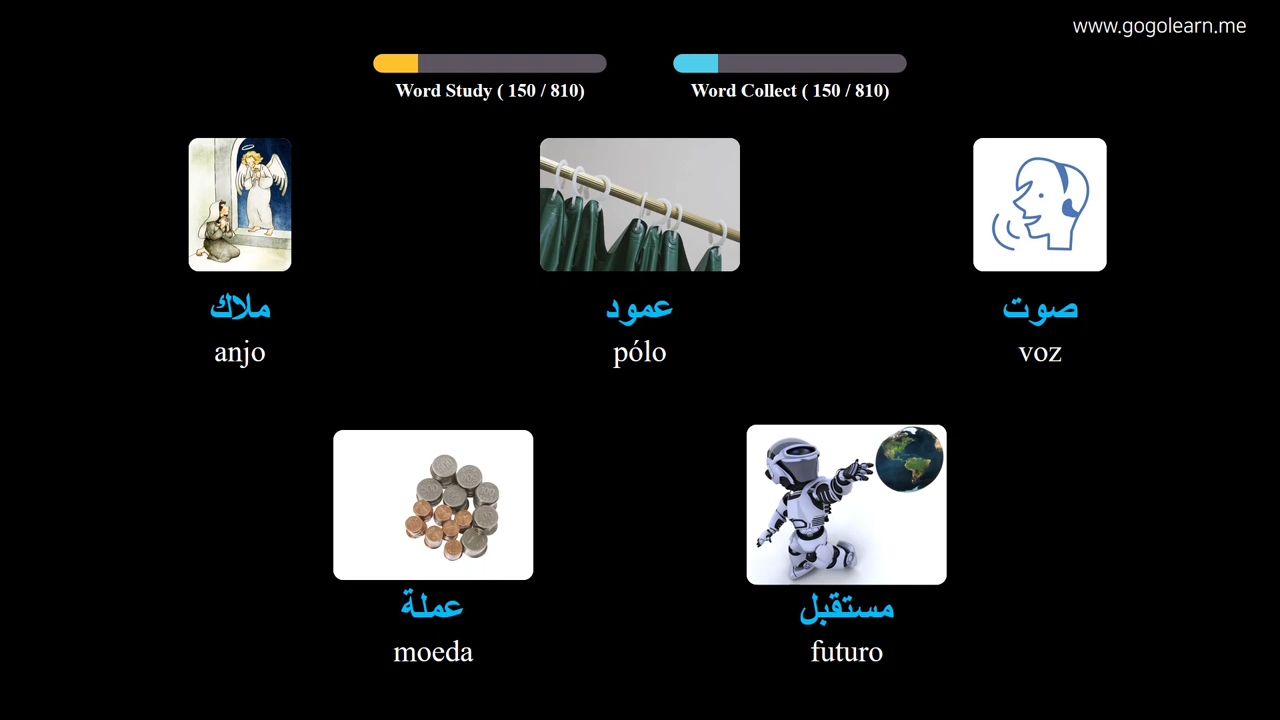 www.gogolearn.me
Word Study ( 150 / 810)
Word Collect ( 150 / 810)
ملاك
anjo
عمود
pólo
صوت
voz
عملة
moeda
مستقبل
futuro